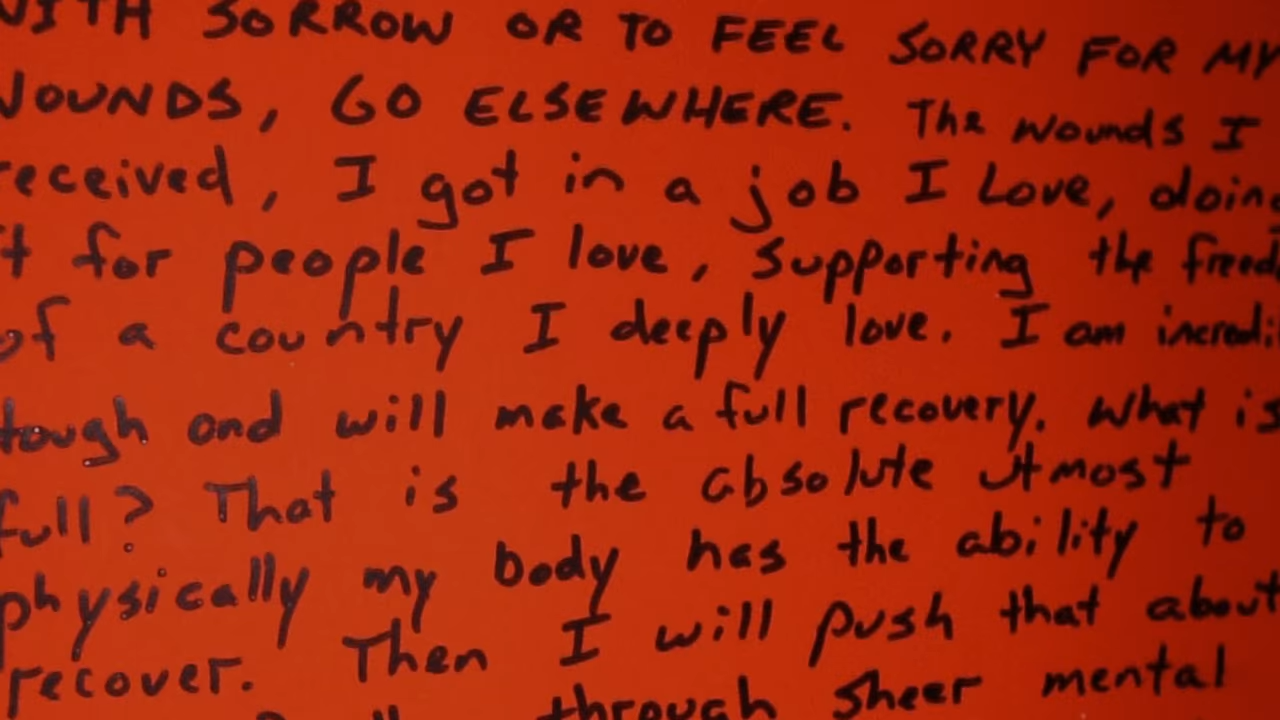 WITH SORROW OR TO FEEL SORRY FOR MY
WOUNDS, GO ELSEWHERE. The wounds I
received, I got in a job I Love, doing
it for people I love, supporting the freed
of a country I deeply love. I am incredi
tough and will make a full recovery. What is
full? That is the absolute utmost
physically my body has the ability to
recover. Then I will push that about
through sheer mental